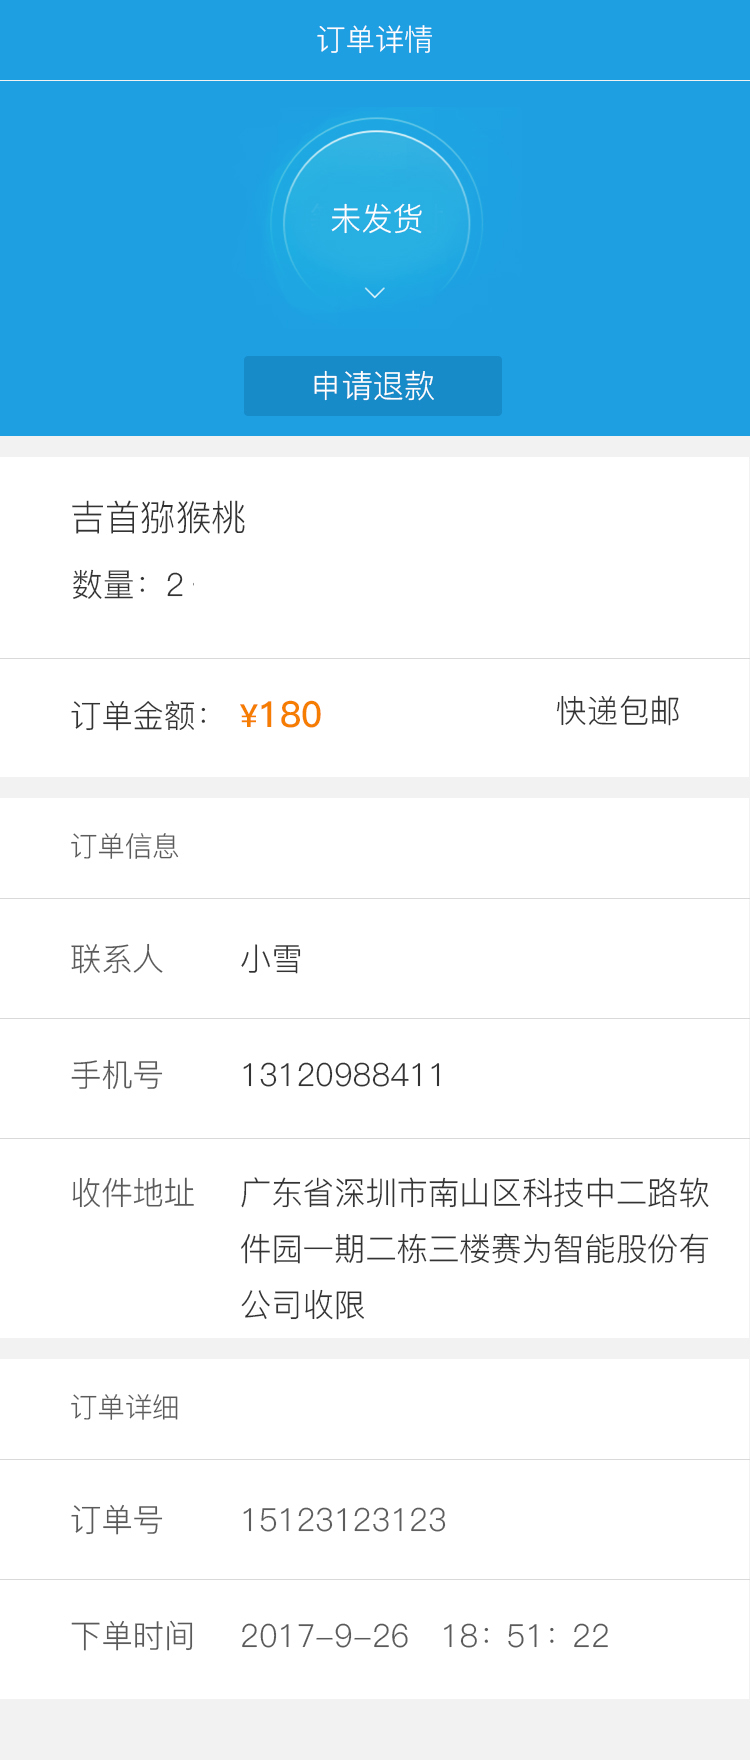 订单详情
未发货
申请退款
吉首猕猴桃
数量：2
订单金额： ¥180 快递包邮
订单信息
联系人 小雪
手机号 13120988411
收件地址 广东省深圳市南山区科技中二路软
件园一期二栋三楼赛为智能股份有
公司收限
订单详细
订单号 15123123123
下单时间 2017-9-26 18：51：22